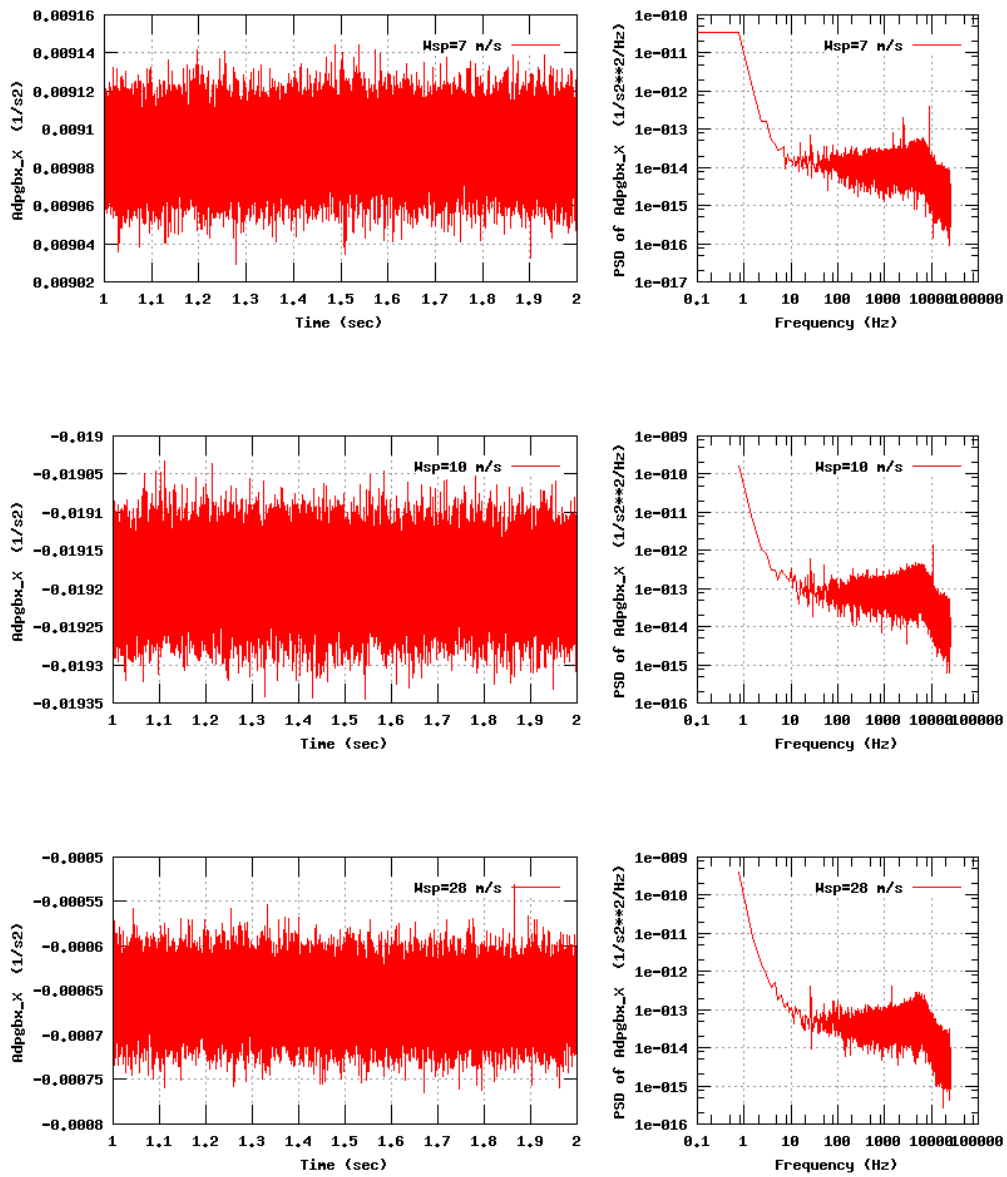 0.00916
0.00914
0.00912
0.0091
0.00908
0.00906
0.00904
0.00902
Adpgbx_X (1/s2)
Wsp=7 m/s
1 1.1 1.2 1.3 1.4 1.5 1.6 1.7 1.8 1.9 2
Time (sec)
1e-010
1e-011
1e-012
1e-013
1e-014
1e-015
1e-016
1e-017
PSD of Adpgbx_X (1/s2**2/Hz)
Wsp=7 m/s
0.1 1 10 100 1000 10000 100000
Frequency (Hz)
-0.019
-0.01905
-0.0191
-0.01915
-0.0192
-0.01925
-0.0193
-0.01935
Adpgbx_X (1/s2)
Wsp=10 m/s
1 1.1 1.2 1.3 1.4 1.5 1.6 1.7 1.8 1.9 2
Time (sec)
1e-009
1e-010
1e-011
1e-012
1e-013
1e-014
1e-015
1e-016
PSD of Adpgbx_X (1/s2**2/Hz)
Wsp=10 m/s
0.1 1 10 100 1000 10000 100000
Frequency (Hz)
-0.0005
-0.00055
-0.0006
-0.00065
-0.0007
-0.00075
-0.0008
Adpgbx_X (1/s2)
Wsp=28 m/s
1 1.1 1.2 1.3 1.4 1.5 1.6 1.7 1.8 1.9 2
Time (sec)
1e-009
1e-010
1e-011
1e-012
1e-013
1e-014
1e-015
1e-016
PSD of Adpgbx_X (1/s2**2/Hz)
Wsp=28 m/s
0.1 1 10 100 1000 10000 100000
Frequency (Hz)